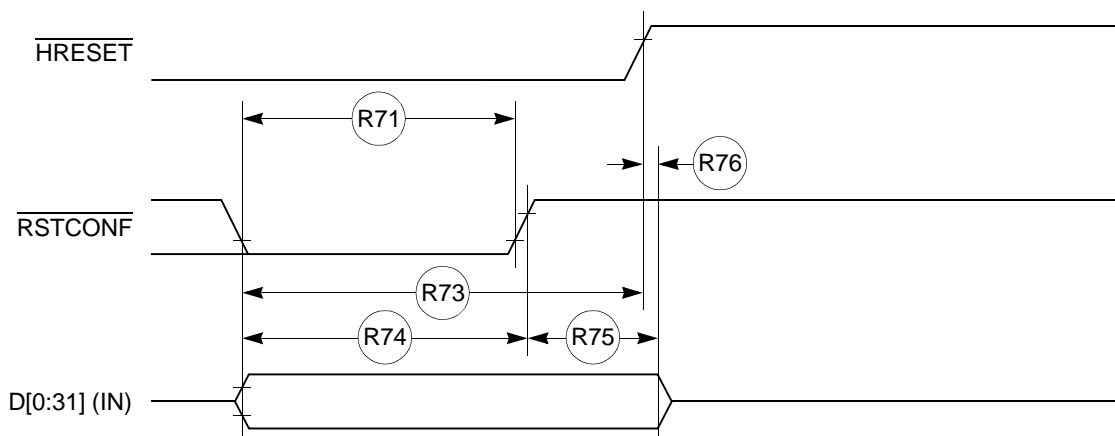 HRESET
R71
R76
RSTCONF
R73
R74
R75
D[0:31] (IN)